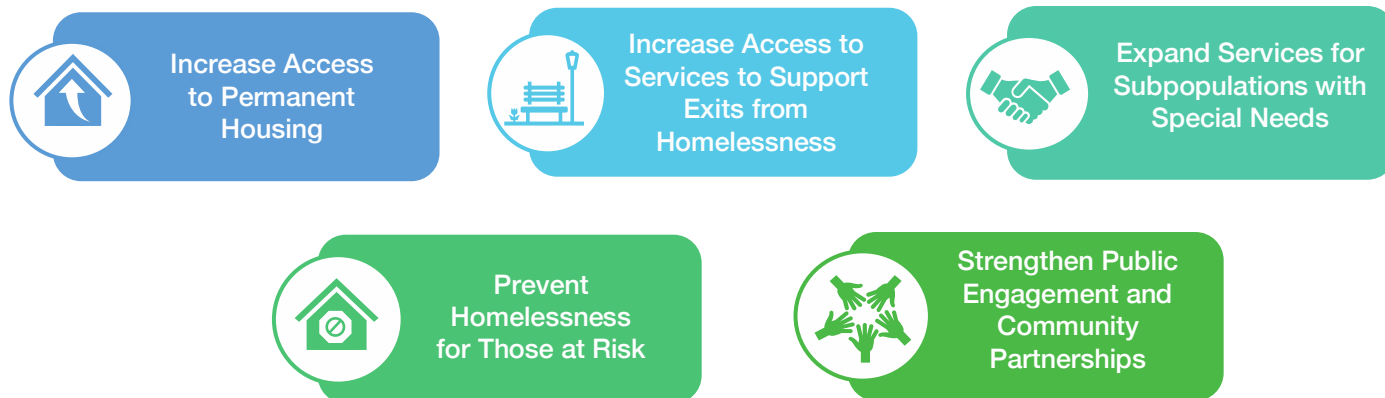 Increase Access
to Permanent
Housing
Increase Access to
Services to Support
Exits from
Homelessness
Expand Services for
Subpopulations with
Special Needs
Prevent
Homelessness
for Those at Risk
Strengthen Public
Engagement and
Community
Partnerships